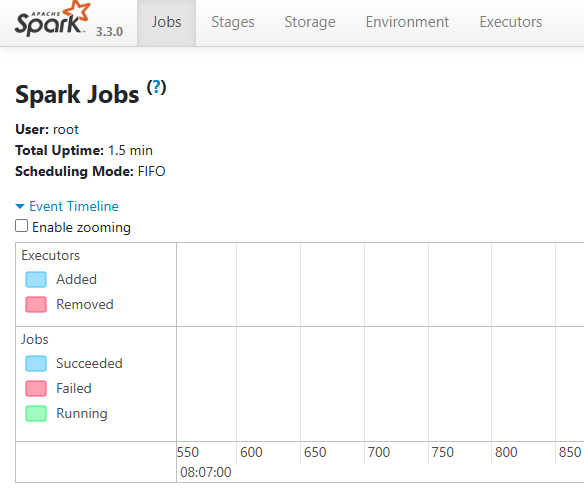 APACHE
Spark 3.3.0 Jobs Stages Storage Environment Executors
Spark Jobs (?)
User: root
Total Uptime: 1.5 min
Scheduling Mode: FIFO
Event Timeline
Enable zooming
Executors
Added
Removed
Jobs
Succeeded
Failed
Running
550 600 650 700 750 800 850
08:07:00